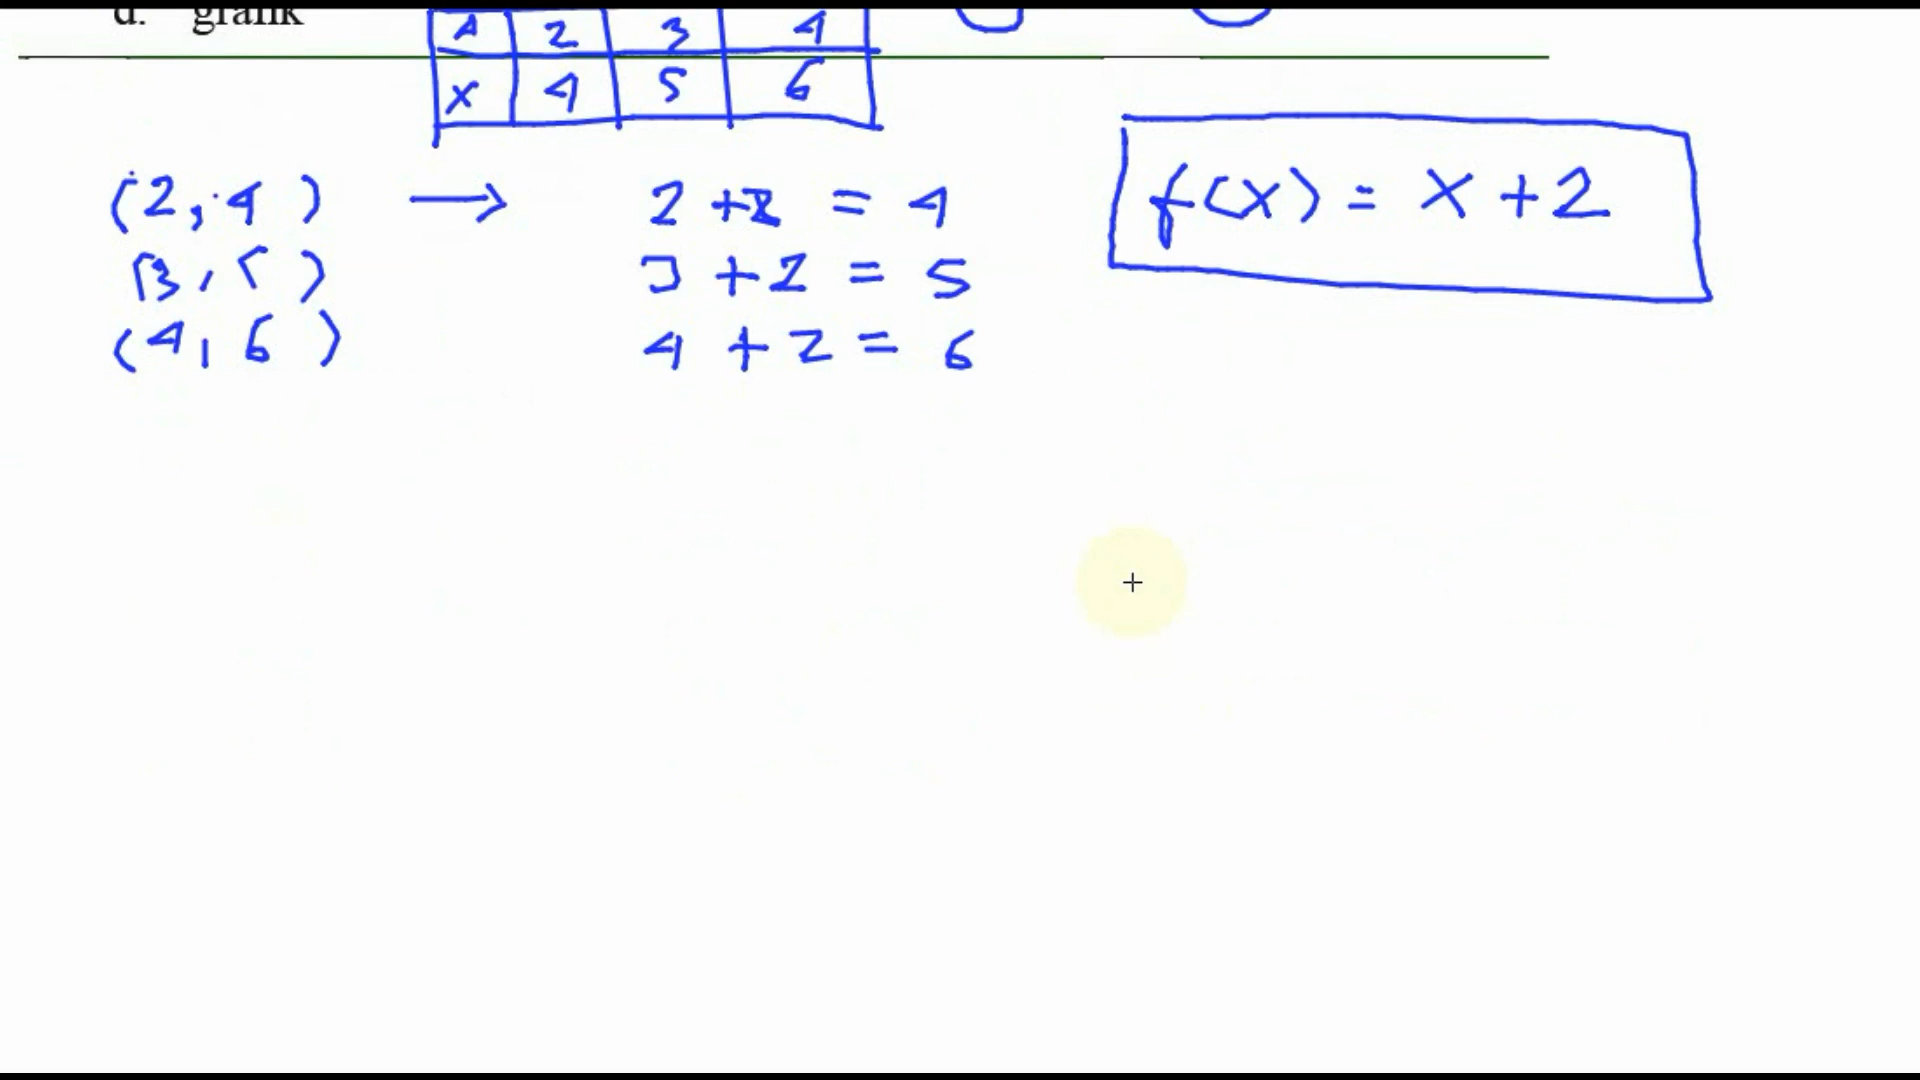 d. grafik
A 2 3 4
x 4 5 6
(2, 4) → 2 + 2 = 4
(3, 5) 3 + 2 = 5
(4, 6) 4 + 2 = 6
f(x) = x + 2